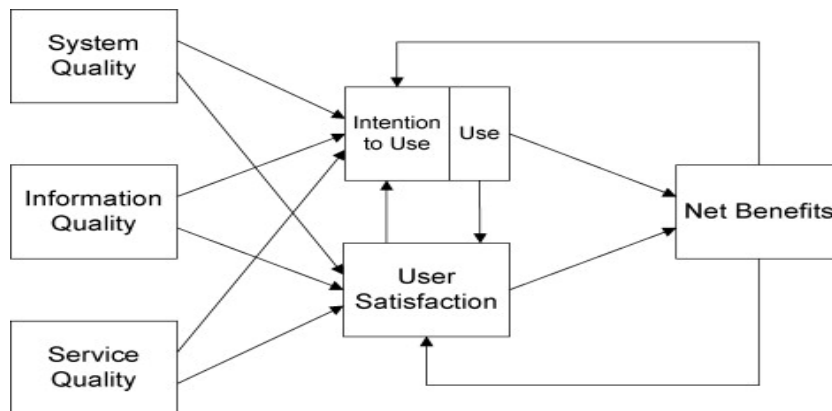 System
Quality
Intention
to Use
Use
Information
Quality
Net Benefits
User
Satisfaction
Service
Quality